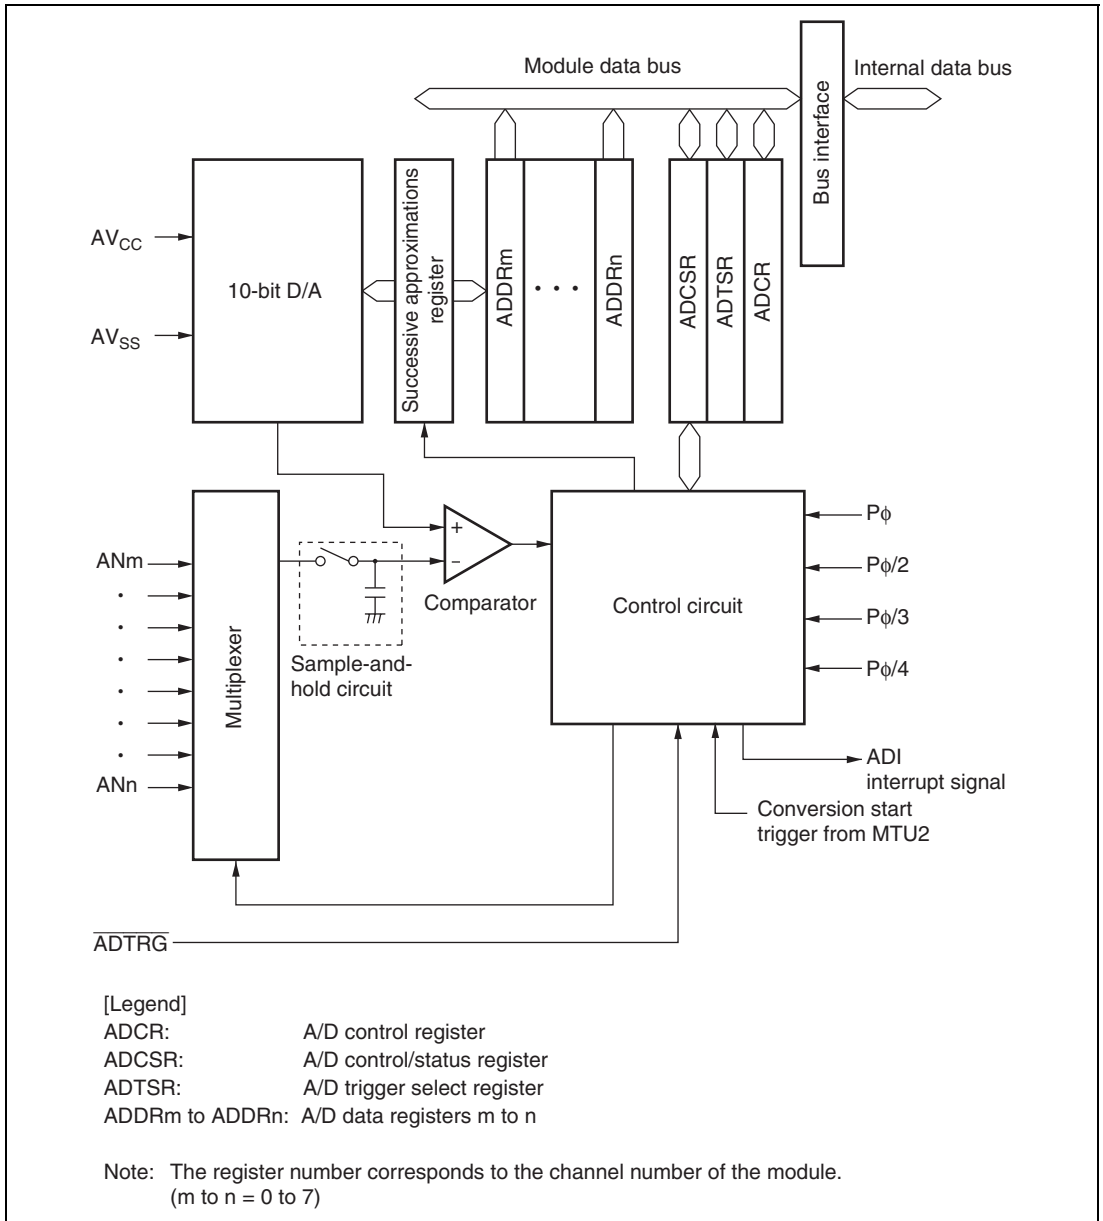 Module data bus
Internal data bus
Bus interface
AVCC
AVSS
10-bit D/A
Successive approximations
register
ADDRm
• • •
ADDRn
ADCSR
ADTSR
ADCR
ANm
.
.
.
.
.
.
ANn
Multiplexer
Sample-and-
hold circuit
+
−
Comparator
Control circuit
Pϕ
Pϕ/2
Pϕ/3
Pϕ/4
ADI
interrupt signal
Conversion start
trigger from MTU2
ADTRG
[Legend]
ADCR: A/D control register
ADCSR: A/D control/status register
ADTSR: A/D trigger select register
ADDRm to ADDRn: A/D data registers m to n
Note: The register number corresponds to the channel number of the module.
(m to n = 0 to 7)